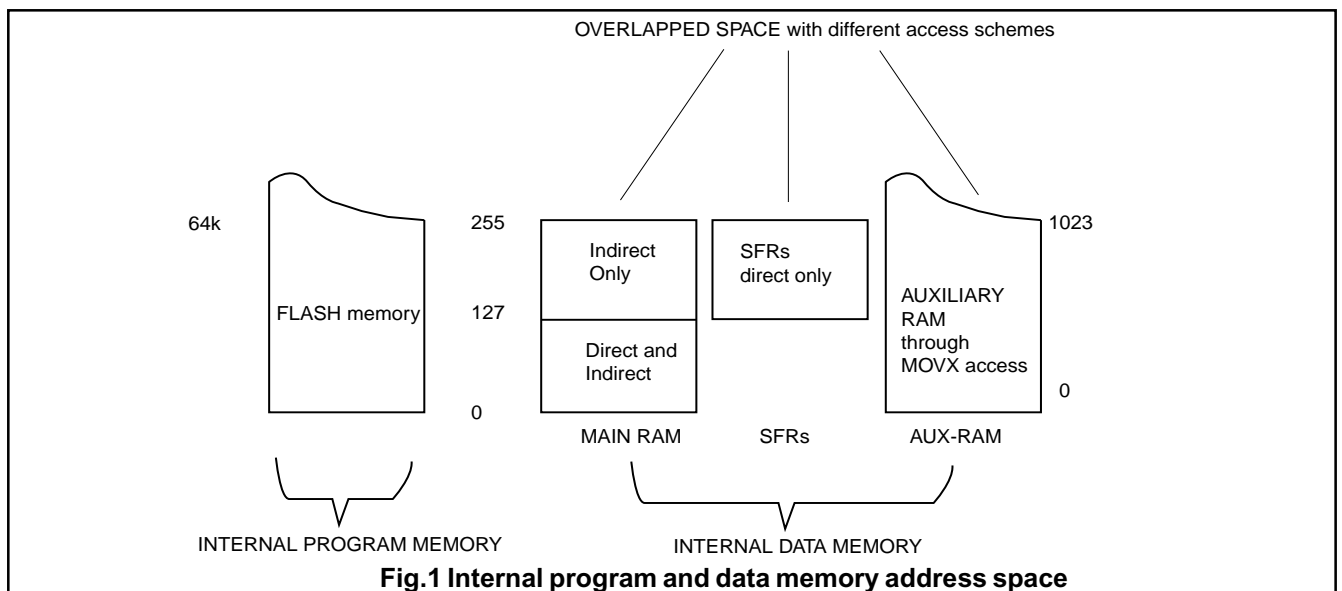 OVERLAPPED SPACE with different access schemes
64k
FLASH memory
255
127
0
Indirect
Only
Direct and
Indirect
SFRs
direct only
AUXILIARY
RAM
through
MOVX access
1023
0
MAIN RAM
SFRs
AUX-RAM
INTERNAL PROGRAM MEMORY
INTERNAL DATA MEMORY
Fig.1 Internal program and data memory address space